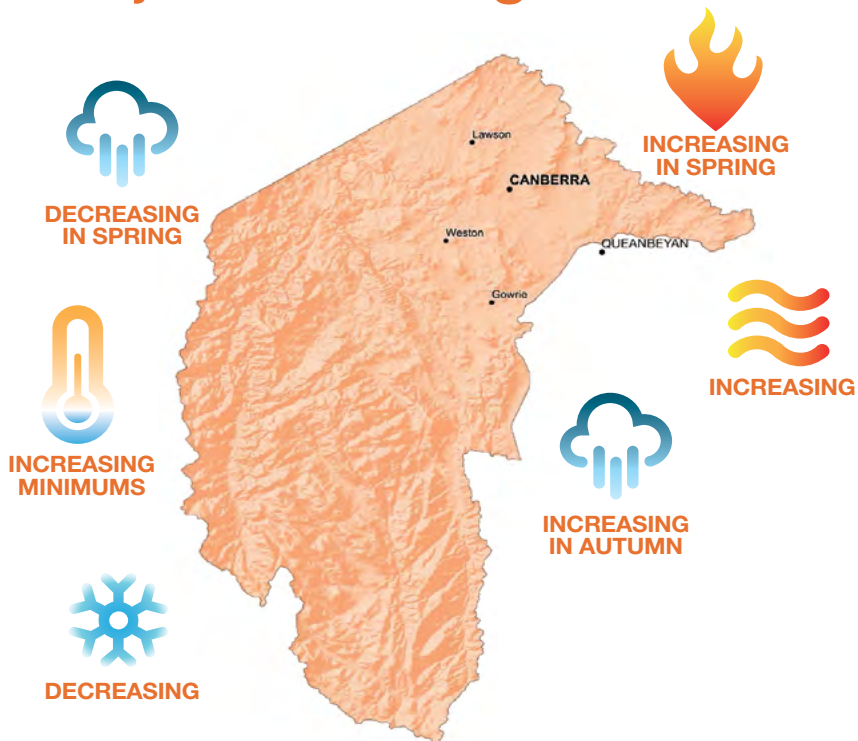 INCREASING
IN SPRING
Lawson
CANBERRA
DECREASING
IN SPRING
Weston
QUEANBEYAN
Gowrie
INCREASING
INCREASING
MINIMUMS
INCREASING
IN AUTUMN
DECREASING